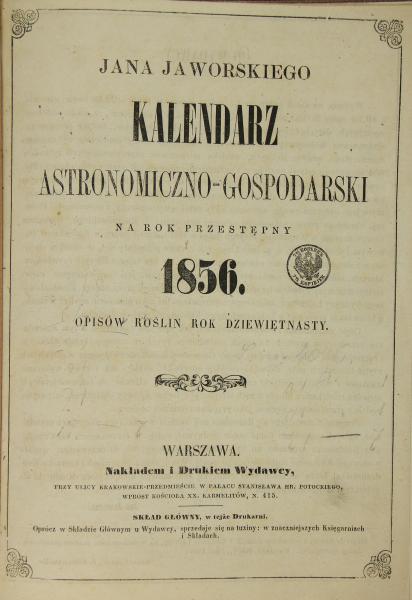 JANA JAWORSKIEGO
KALENDARZ
ASTRONOMICZNO-GOSPODARSKI
NA ROK PRZESTĘPNY
1856.
OPISÓW ROŚLIN ROK DZIEWIĘTNASTY.
WARSZAWA.
Nakładem i Drukiem Wydawcy,
PRZY ULICY KRAKOWSKIE-PRZEDMIEŚCIE W PAŁACU STANISŁAWA HR. POTOCKIEGO,
WPROST KOŚCIOŁA XX. KARMELITÓW, N. 415.
SKŁAD GŁÓWNY, w tejże Drukarni.
Oprócz w Składzie Głównym u Wydawcy, sprzedaje się na tuziny: w znaczniejszych Księgarniach
i Składach.